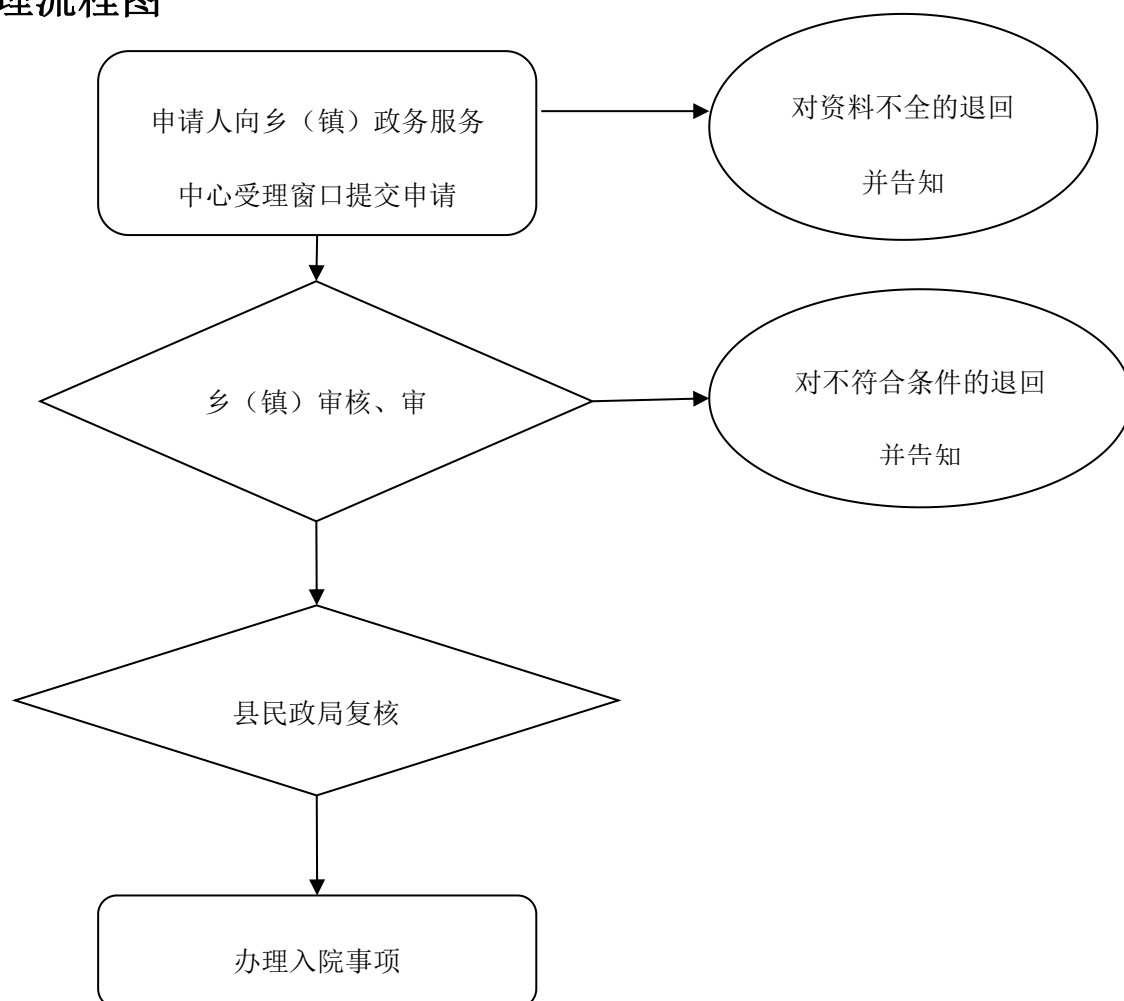 理流程图
申请人向乡（镇）政务服务
中心受理窗口提交申请
对资料不全的退回
并告知
乡（镇）审核、审
对不符合条件的退回
并告知
县民政局复核
办理入院事项